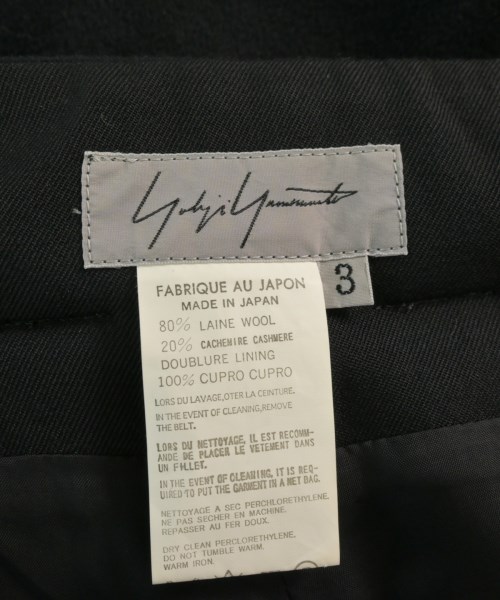 Yohji Yamamoto
3
FABRIQUE AU JAPON
MADE IN JAPAN
80% LAINE WOOL
20% CACHEMIRE CASHMERE
DOUBLURE LINING
100% CUPRO CUPRO
LORS DU LAVAGE,OTER LA CEINTURE.
IN THE EVENT OF CLEANING,REMOVE
THE BELT.
LORS DU NETTOYAGE, IL EST RECOMM-
ANDE DE PLACER LE VETEMENT DANS
UN FILLET.
IN THE EVENT OF CLEANING, IT IS REQ-
UIRED TO PUT THE GARMENT IN A NET BAG.
NETTOYAGE A SEC PERCHLORETHYLENE.
NE PAS SECHER EN MACHINE.
REPASSER AU FER DOUX.
DRY CLEAN PERCLORETHYLENE.
DO NOT TUMBLE WARM.
WARM IRON.